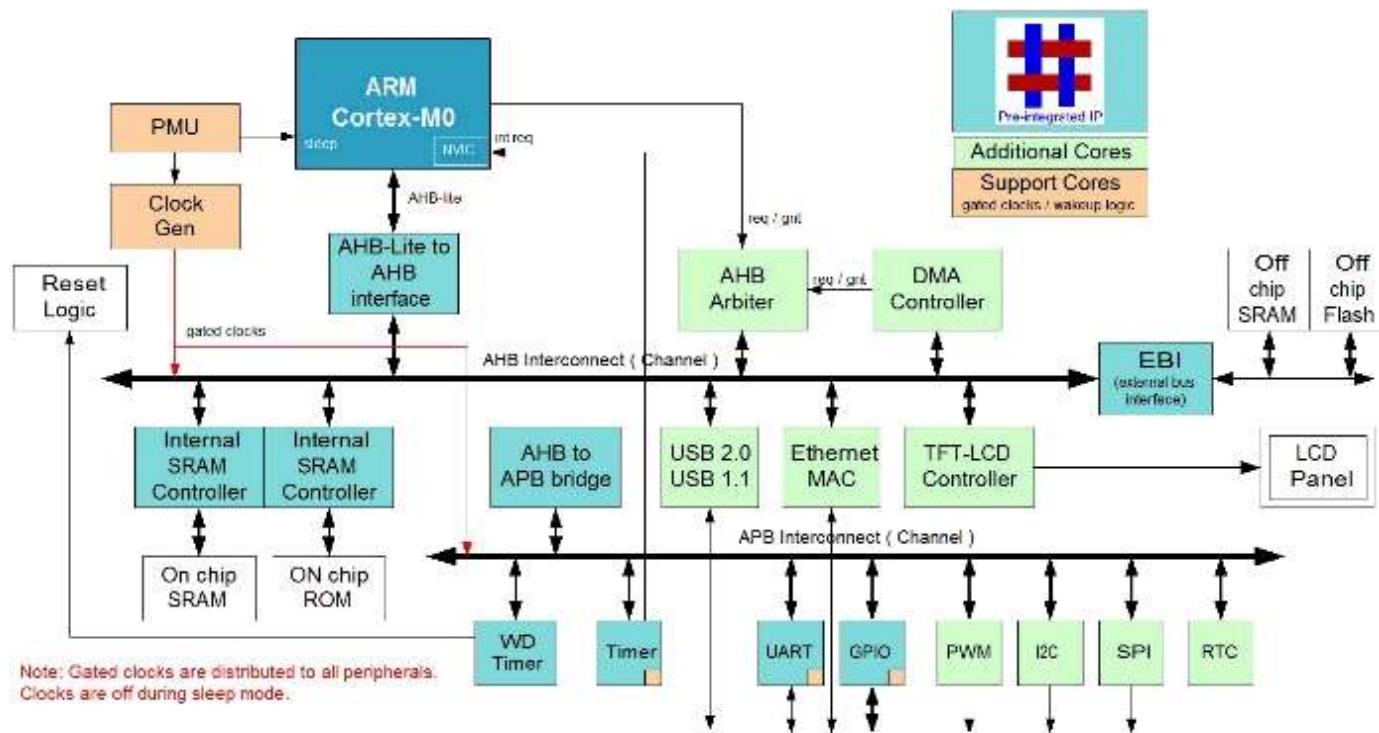 ARM
Cortex-M0
sleep
NVIC
int req
PMU
Clock
Gen
AHB-lite
AHB-Lite to
AHB
interface
Reset
Logic
gated clocks
req / gnt
AHB
Arbiter
req / gnt
DMA
Controller
Pre-integrated IP
Additional Cores
Support Cores
gated clocks / wakeup logic
Off
chip
SRAM
Off
chip
Flash
AHB Interconnect ( Channel )
EBI
(external bus
interface)
Internal
SRAM
Controller
Internal
SRAM
Controller
AHB to
APB bridge
USB 2.0
USB 1.1
Ethernet
MAC
TFT-LCD
Controller
LCD
Panel
APB Interconnect ( Channel )
On chip
SRAM
ON chip
ROM
WD
Timer
Timer
UART
GPIO
PWM
I2C
SPI
RTC
Note: Gated clocks are distributed to all peripherals.
Clocks are off during sleep mode.